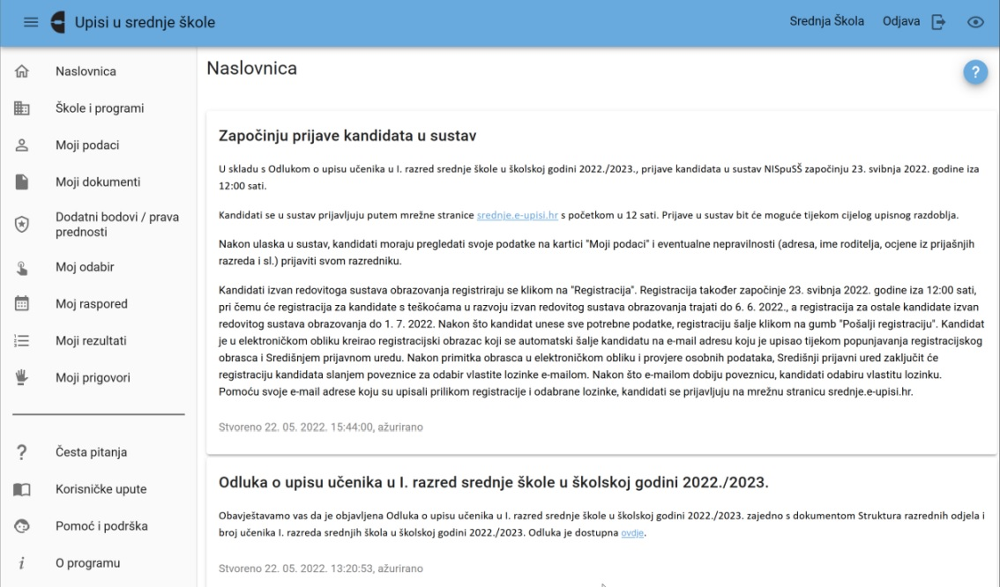 Upisi u srednje škole
Srednja Škola
Odjava
Naslovnica
Škole i programi
Moji podaci
Moji dokumenti
Dodatni bodovi / prava
prednosti
Moj odabir
Moj raspored
Moji rezultati
Moji prigovori
? Česta pitanja
Korisničke upute
Pomoć i podrška
i O programu
Naslovnica
?
Započinju prijave kandidata u sustav
U skladu s Odlukom o upisu učenika u I. razred srednje škole u školskoj godini 2022./2023., prijave kandidata u sustav NISpuSŠ započinju 23. svibnja 2022. godine iza
12:00 sati.
Kandidati se u sustav prijavljuju putem mrežne stranice srednje.e-upisi.hr s početkom u 12 sati. Prijave u sustav bit će moguće tijekom cijelog upisnog razdoblja.
Nakon ulaska u sustav, kandidati moraju pregledati svoje podatke na kartici "Moji podaci" i eventualne nepravilnosti (adresa, ime roditelja, ocjene iz prijašnjih
razreda i sl.) prijaviti svom razredniku.
Kandidati izvan redovitoga sustava obrazovanja registriraju se klikom na "Registracija". Registracija također započinje 23. svibnja 2022. godine iza 12:00 sati,
pri čemu će registracija za kandidate s teškoćama u razvoju izvan redovitog sustava obrazovanja trajati do 6. 6. 2022., a registracija za ostale kandidate izvan
redovitog sustava obrazovanja do 1. 7. 2022. Nakon što kandidat unese sve potrebne podatke, registraciju šalje klikom na gumb "Pošalji registraciju". Kandidat
je u elektroničkom obliku kreirao registracijski obrazac koji se automatski šalje kandidatu na e-mail adresu koju je upisao tijekom popunjavanja registracijskog
obrasca i Središnjem prijavnom uredu. Nakon primitka obrasca u elektroničkom obliku i provjere osobnih podataka, Središnji prijavni ured zaključit će
registraciju kandidata slanjem poveznice za odabir vlastite lozinke e-mailom. Nakon što e-mailom dobiju poveznicu, kandidati odabiru vlastitu lozinku.
Pomoću svoje e-mail adrese koju su upisali prilikom registracije i odabrane lozinke, kandidati se prijavljuju na mrežnu stranicu srednje.e-upisi.hr.
Stvoreno 22. 05. 2022. 15:44:00, ažurirano
Odluka o upisu učenika u I. razred srednje škole u školskoj godini 2022./2023.
Obavještavamo vas da je objavljena Odluka o upisu učenika u I. razred srednje škole u školskoj godini 2022./2023. zajedno s dokumentom Struktura razrednih odjela i
broj učenika I. razreda srednjih škola u školskoj godini 2022./2023. Odluka je dostupna ovdje.
Stvoreno 22. 05. 2022. 13:20:53, ažurirano